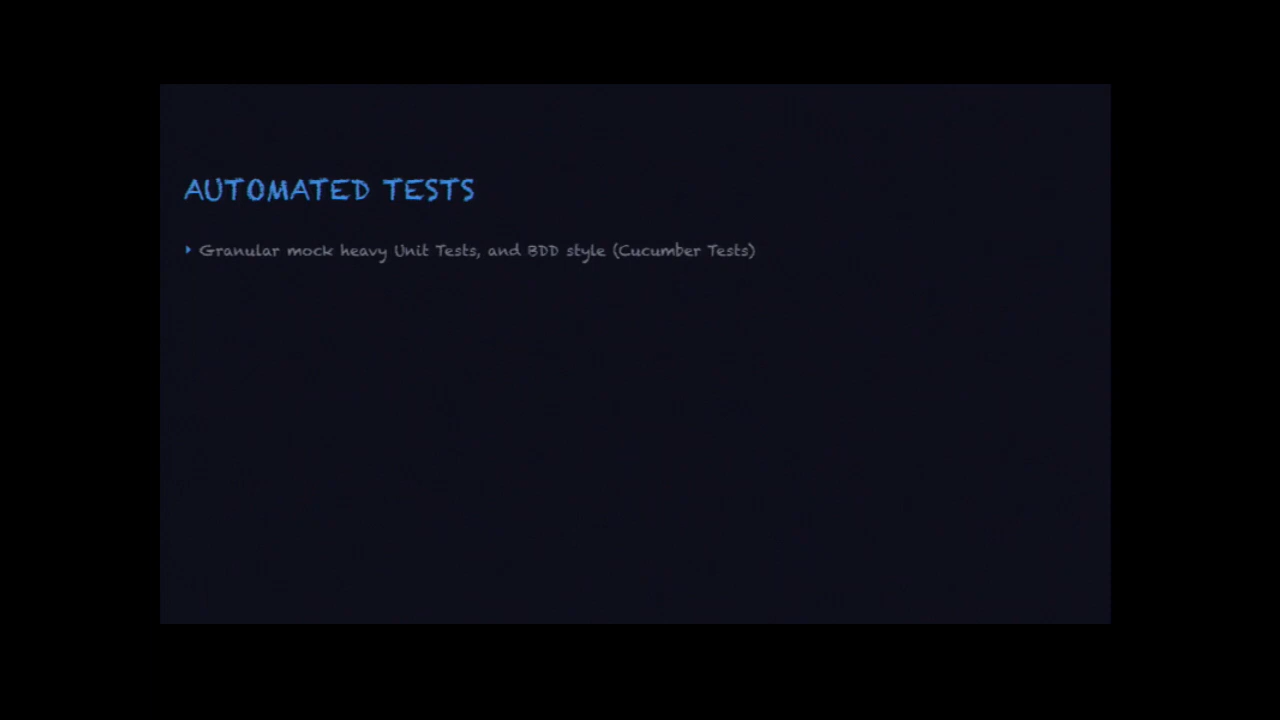 AUTOMATED TESTS
Granular mock heavy Unit Tests, and BDD style (Cucumber Tests)